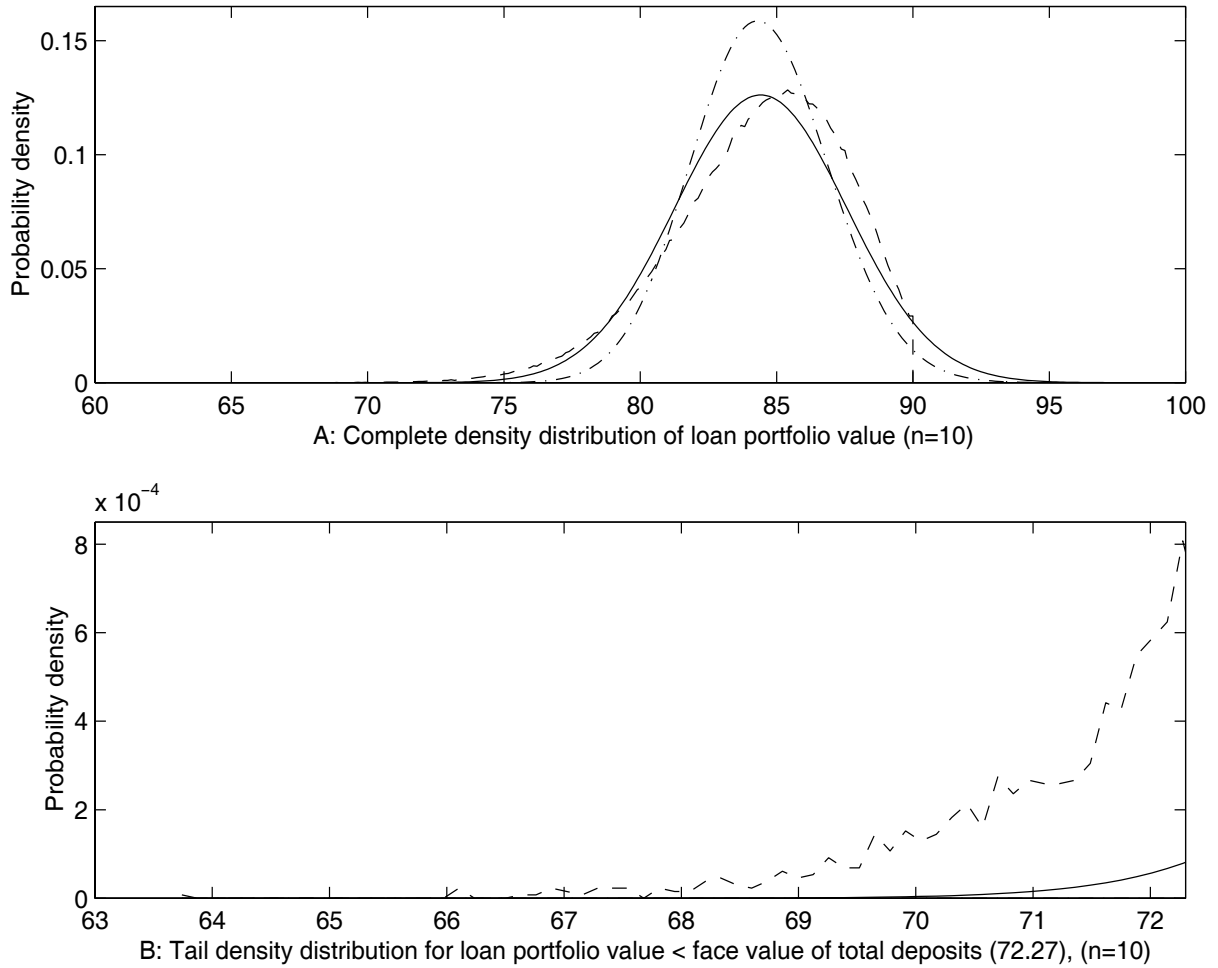 0.15
0.1
0.05
0
Probability density
60 65 70 75 80 85 90 95 100
A: Complete density distribution of loan portfolio value (n=10)
x 10−4
8
6
4
2
0
Probability density
63 64 65 66 67 68 69 70 71 72
B: Tail density distribution for loan portfolio value < face value of total deposits (72.27), (n=10)